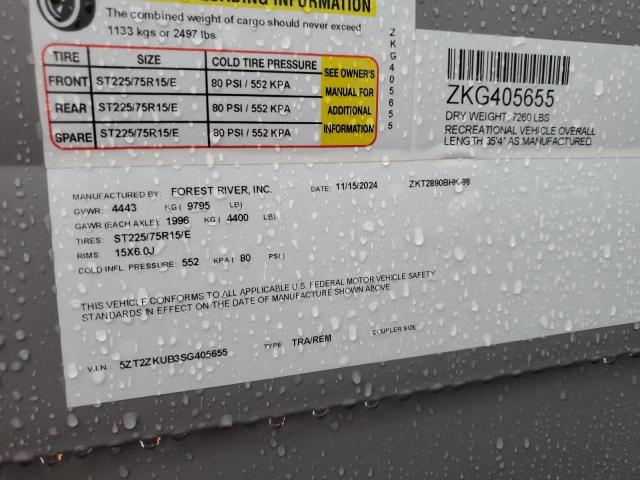 LOADING INFORMATION
The combined weight of cargo should never exceed
1133 kgs or 2497 lbs.
TIRE SIZE COLD TIRE PRESSURE SEE OWNER'S MANUAL FOR ADDITIONAL INFORMATION
FRONT ST225/75R15/E 80 PSI / 552 KPA
REAR ST225/75R15/E 80 PSI / 552 KPA
SPARE ST225/75R15/E 80 PSI / 552 KPA
ZKG405655
ZKG405655
DRY WEIGHT: 7260 LBS
RECREATIONAL VEHICLE OVERALL
LENGTH 35'4" AS MANUFACTURED.
MANUFACTURED BY: FOREST RIVER, INC. DATE: 11/15/2024 ZKT2890BHK-98
GVWR: 4443 KG ( 9795 LB)
GAWR (EACH AXLE): 1996 KG ( 4400 LB)
TIRES: ST225/75R15/E
RIMS: 15X6.0J
COLD INFL. PRESSURE: 552 KPA ( 80 PSI)
THIS VEHICLE CONFORMS TO ALL APPLICABLE U.S. FEDERAL MOTOR VEHICLE SAFETY
STANDARDS IN EFFECT ON THE DATE OF MANUFACTURE SHOWN ABOVE.
V.I.N.: 5ZT2ZKUB3SG405655 TYPE: TRA/REM COUPLER SIZE: